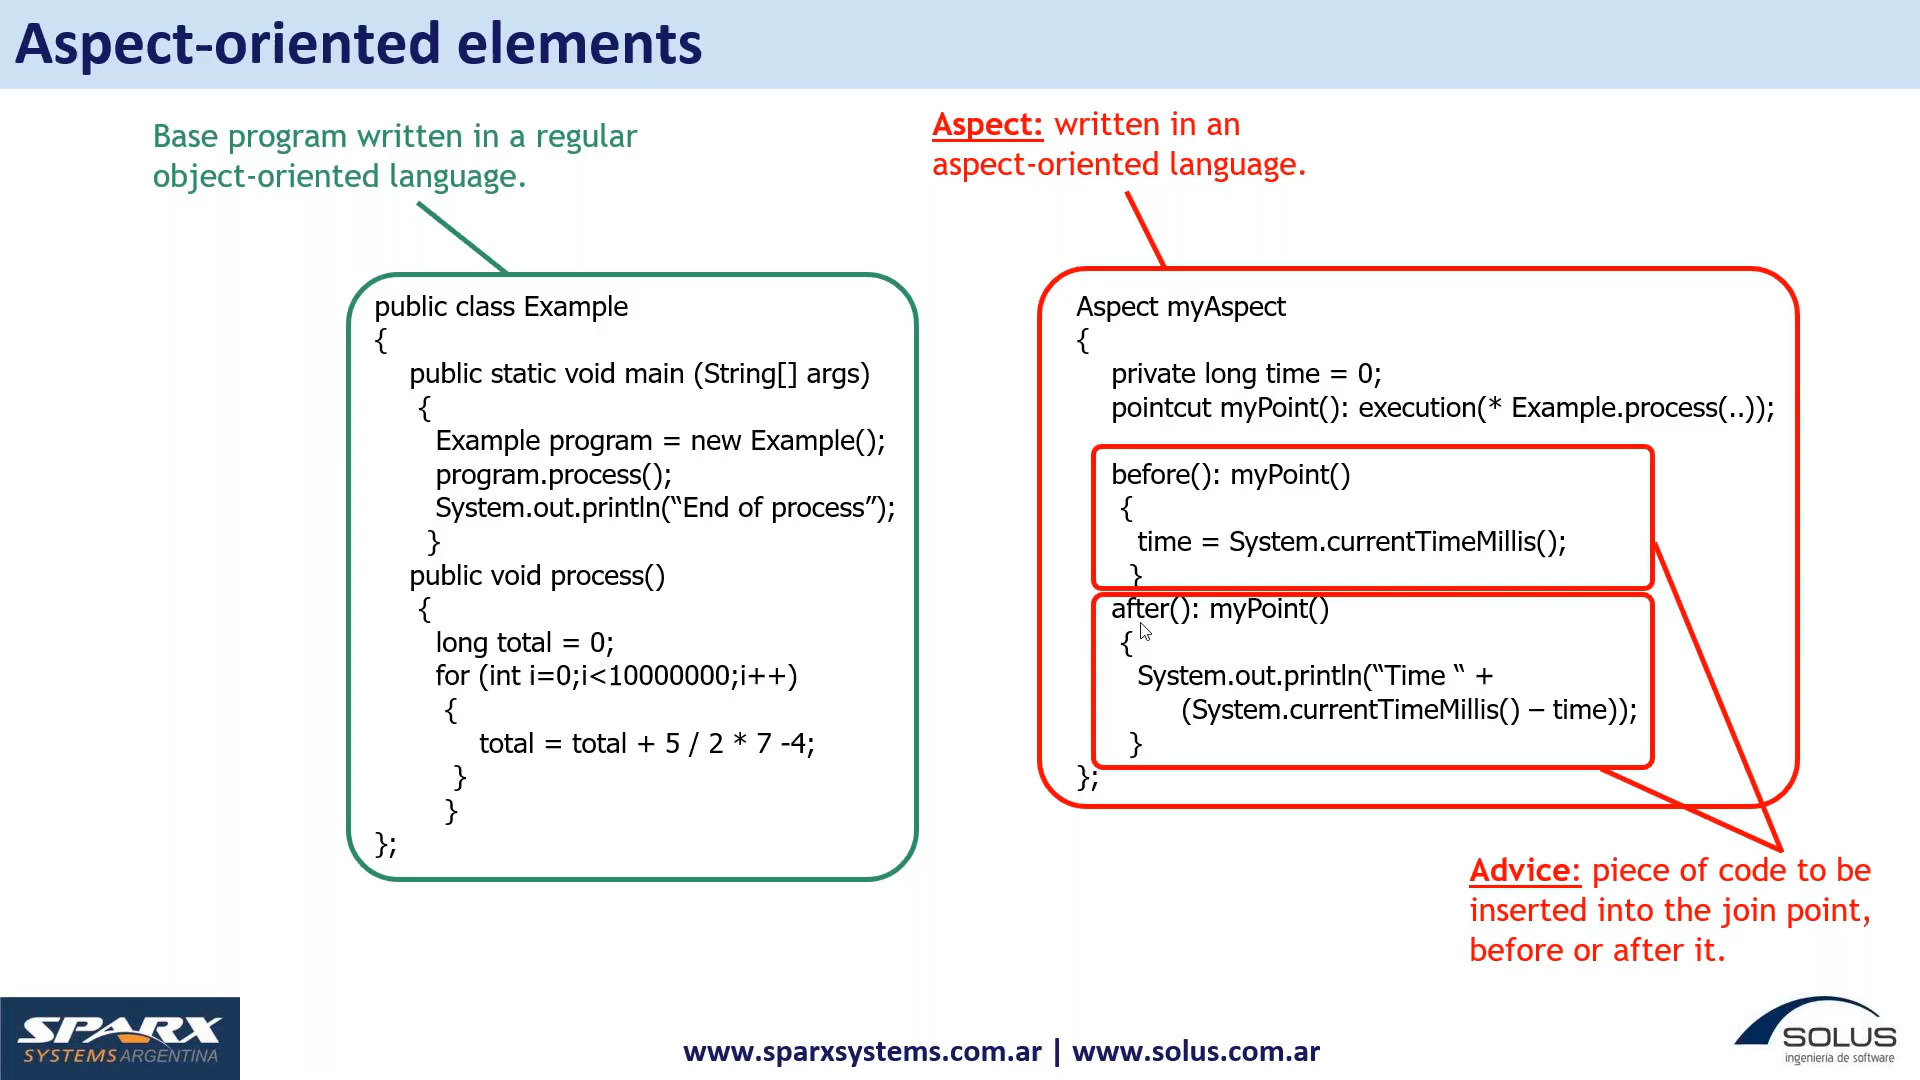 Aspect-oriented elements
Base program written in a regular
object-oriented language.
Aspect: written in an
aspect-oriented language.
public class Example
{
public static void main (String[] args)
{
Example program = new Example();
program.process();
System.out.println(“End of process”);
}
public void process()
{
long total = 0;
for (int i=0;i<10000000;i++)
{
total = total + 5 / 2 * 7 -4;
}
}
};
Aspect myAspect
{
private long time = 0;
pointcut myPoint(): execution(* Example.process(..));
before(): myPoint()
{
time = System.currentTimeMillis();
}
after(): myPoint()
{
System.out.println(“Time “ +
(System.currentTimeMillis() – time));
}
};
Advice: piece of code to be
inserted into the join point,
before or after it.
SPARX
SYSTEMS ARGENTINA
www.sparxsystems.com.ar | www.solus.com.ar
SOLUS
ingenieria de software